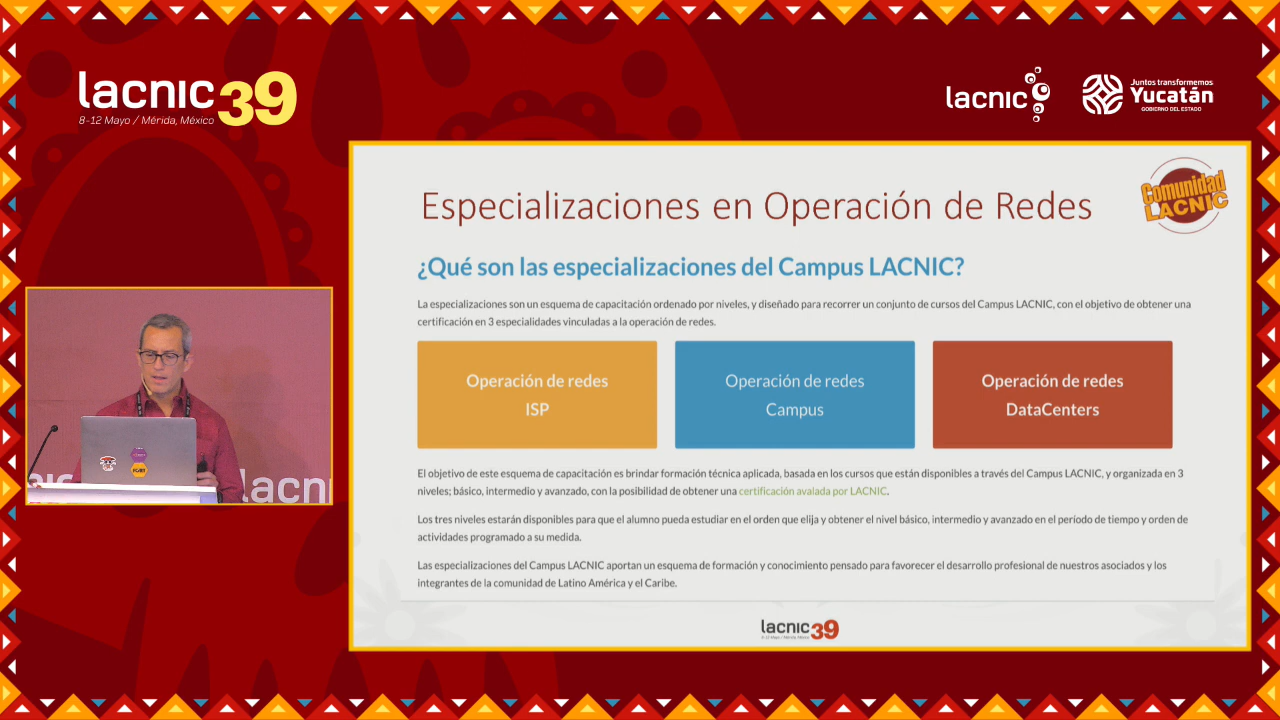 lacnic39
8-12 Mayo / Mérida, México
lacnic
Juntos transformemos
Yucatán
GOBIERNO DEL ESTADO
Especializaciones en Operación de Redes
Comunidad
LACNIC
¿Qué son las especializaciones del Campus LACNIC?
La especializaciones son un esquema de capacitación ordenado por niveles, y diseñado para recorrer un conjunto de cursos del Campus LACNIC, con el objetivo de obtener una
certificación en 3 especialidades vinculadas a la operación de redes.
Operación de redes
ISP
Operación de redes
Campus
Operación de redes
DataCenters
El objetivo de este esquema de capacitación es brindar formación técnica aplicada, basada en los cursos que están disponibles a través del Campus LACNIC, y organizada en 3
niveles; básico, intermedio y avanzado, con la posibilidad de obtener una certificación avalada por LACNIC.
Los tres niveles estarán disponibles para que el alumno pueda estudiar en el orden que elija y obtener el nivel básico, intermedio y avanzado en el período de tiempo y orden de
actividades programado a su medida.
Las especializaciones del Campus LACNIC aportan un esquema de formación y conocimiento pensado para favorecer el desarrollo profesional de nuestros asociados y los
integrantes de la comunidad de Latino América y el Caribe.
lacnic39
8-12 Mayo / Mérida, México
lacni